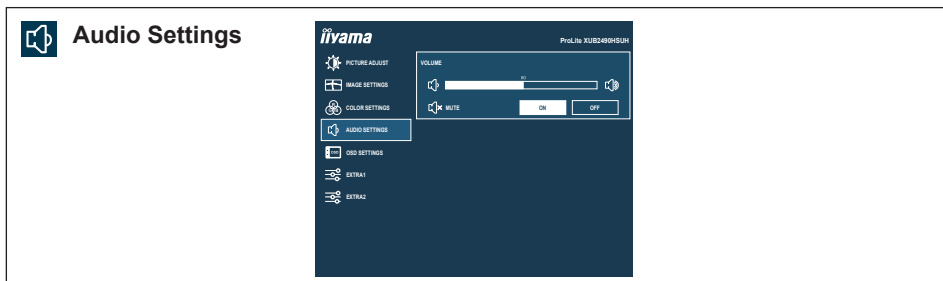 Audio Settings
iiyama
ProLite XUB2490HSUH
PICTURE ADJUST
VOLUME
IMAGE SETTINGS
COLOR SETTINGS
MUTE
ON
OFF
AUDIO SETTINGS
OSD
OSD SETTINGS
EXTRA1
EXTRA2